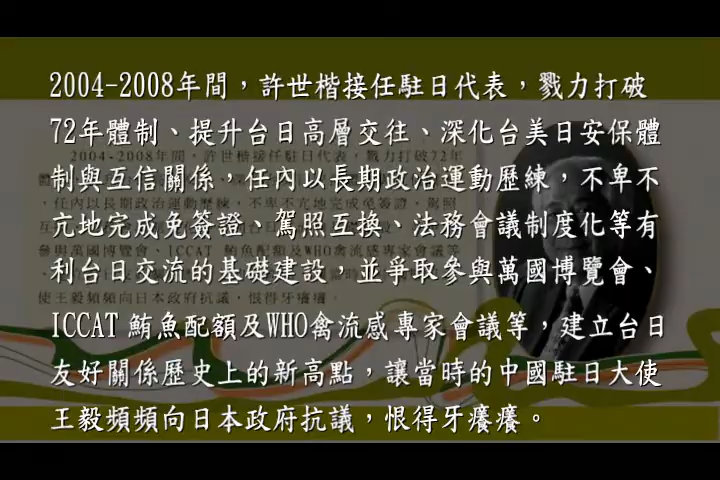 2004-2008年間，許世楷接任駐日代表，戮力打破
72年體制、提升台日高層交往、深化台美日安保體
制與互信關係，任內以長期政治運動歷練，不卑不
亢地完成免簽證、駕照互換、法務會議制度化等有
利台日交流的基礎建設，並爭取參與萬國博覽會、
ICCAT 鮪魚配額及WHO禽流感專家會議等，建立台日
友好關係歷史上的新高點，讓當時的中國駐日大使
王毅頻頻向日本政府抗議，恨得牙癢癢。